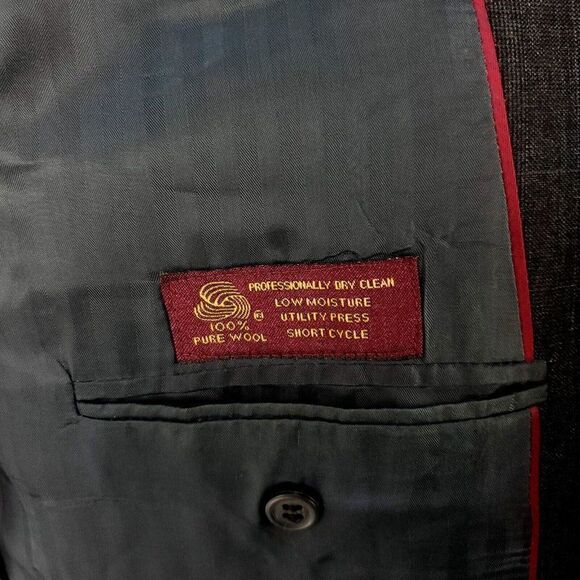 PROFESSIONALLY DRY CLEAN
LOW MOISTURE
UTILITY PRESS
SHORT CYCLE
100%
PURE WOOL